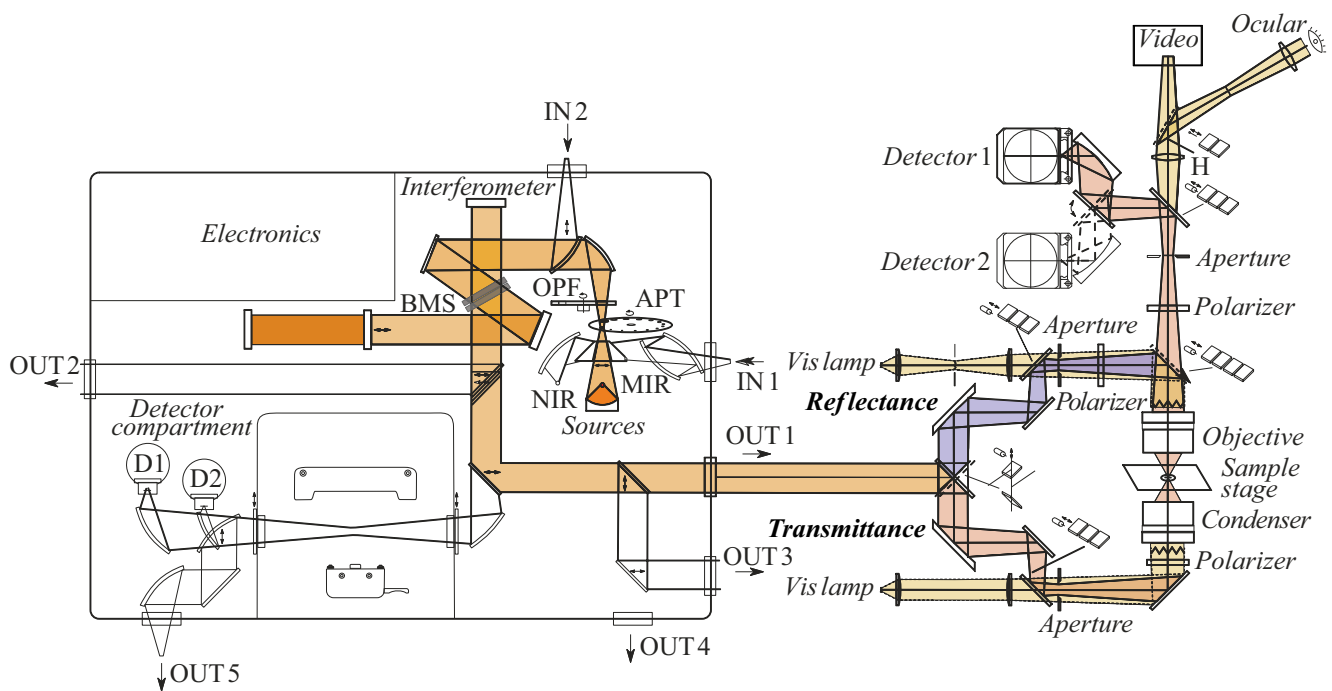 Video
Ocular
IN 2
Detector 1
H
Interferometer
Electronics
Detector 2
Aperture
OPF
APT
BMS
Polarizer
Aperture
OUT 2
Vis lamp
IN 1
NIR
MIR
Reflectance
Polarizer
Detector
compartment
Sources
Objective
OUT 1
D1
D2
Sample
stage
Transmittance
Condenser
OUT 3
Polarizer
Vis lamp
Aperture
OUT 4
OUT 5